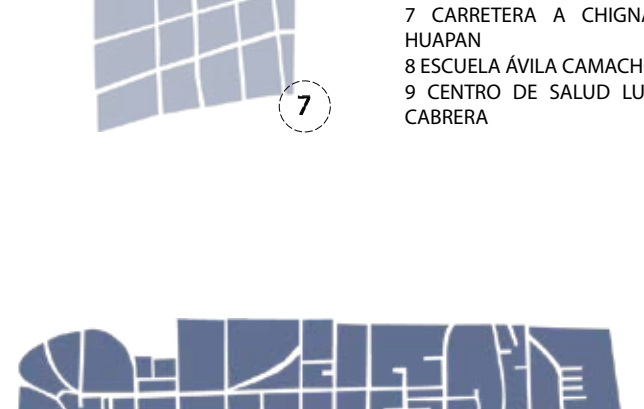 7 CARRETERA A CHIGNA
HUAPAN
8 ESCUELA ÁVILA CAMACH
9 CENTRO DE SALUD LU
CABRERA
7